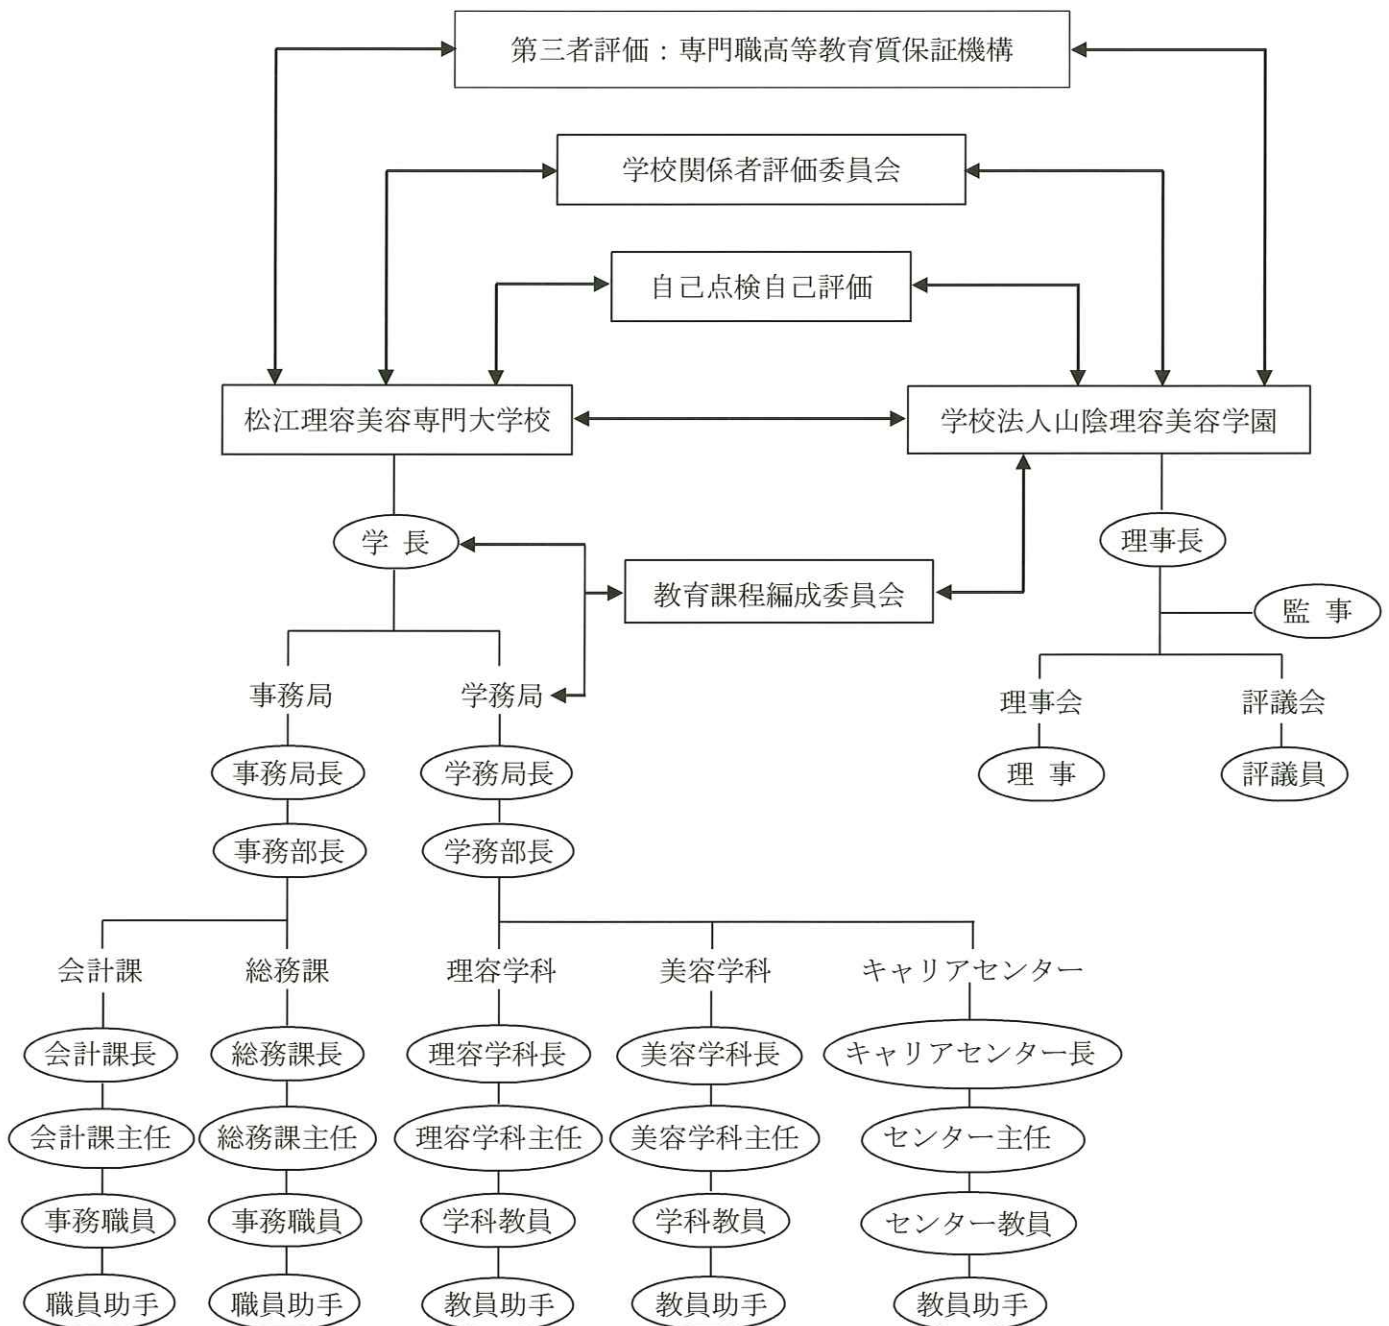 第三者評価：専門職高等教育質保証機構
学校関係者評価委員会
自己点検自己評価
松江理容美容専門大学校
学校法人山陰理容美容学園
学 長
理事長
教育課程編成委員会
監 事
事務局
学務局
理事会
評議会
事務局長
学務局長
理 事
評議員
事務部長
学務部長
会計課
総務課
理容学科
美容学科
キャリアセンター
会計課長
総務課長
理容学科長
美容学科長
キャリアセンター長
会計課主任
総務課主任
理容学科主任
美容学科主任
センター主任
事務職員
事務職員
学科教員
学科教員
センター教員
職員助手
職員助手
教員助手
教員助手
教員助手